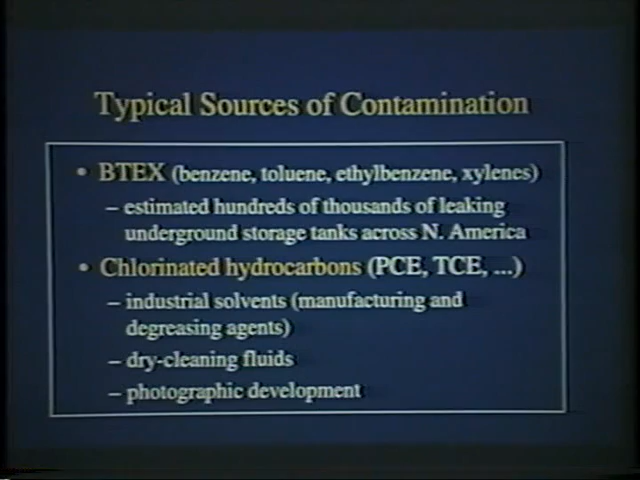 Typical Sources of Contamination
• BTEX (benzene, toluene, ethylbenzene, xylenes)
– estimated hundreds of thousands of leaking
underground storage tanks across N. America
• Chlorinated hydrocarbons (PCE, TCE, ...)
– industrial solvents (manufacturing and
degreasing agents)
– dry-cleaning fluids
– photographic development